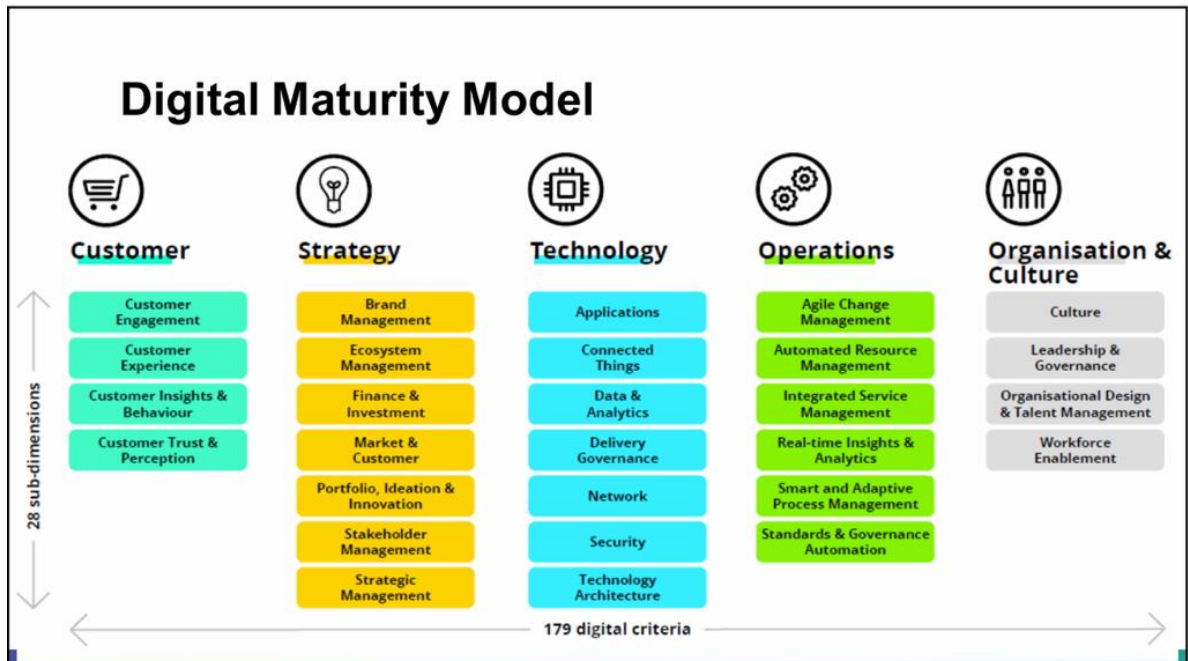 Digital Maturity Model
Customer
Customer
Engagement
Customer
Experience
Customer Insights &
Behaviour
Customer Trust &
Perception
Strategy
Brand
Management
Ecosystem
Management
Finance &
Investment
Market &
Customer
Portfolio, Ideation &
Innovation
Stakeholder
Management
Strategic
Management
Technology
Applications
Connected
Things
Data &
Analytics
Delivery
Governance
Network
Security
Technology
Architecture
Operations
Agile Change
Management
Automated Resource
Management
Integrated Service
Management
Real-time Insights &
Analytics
Smart and Adaptive
Process Management
Standards & Governance
Automation
Organisation &
Culture
Culture
Leadership &
Governance
Organisational Design
& Talent Management
Workforce
Enablement
28 sub-dimensions
179 digital criteria